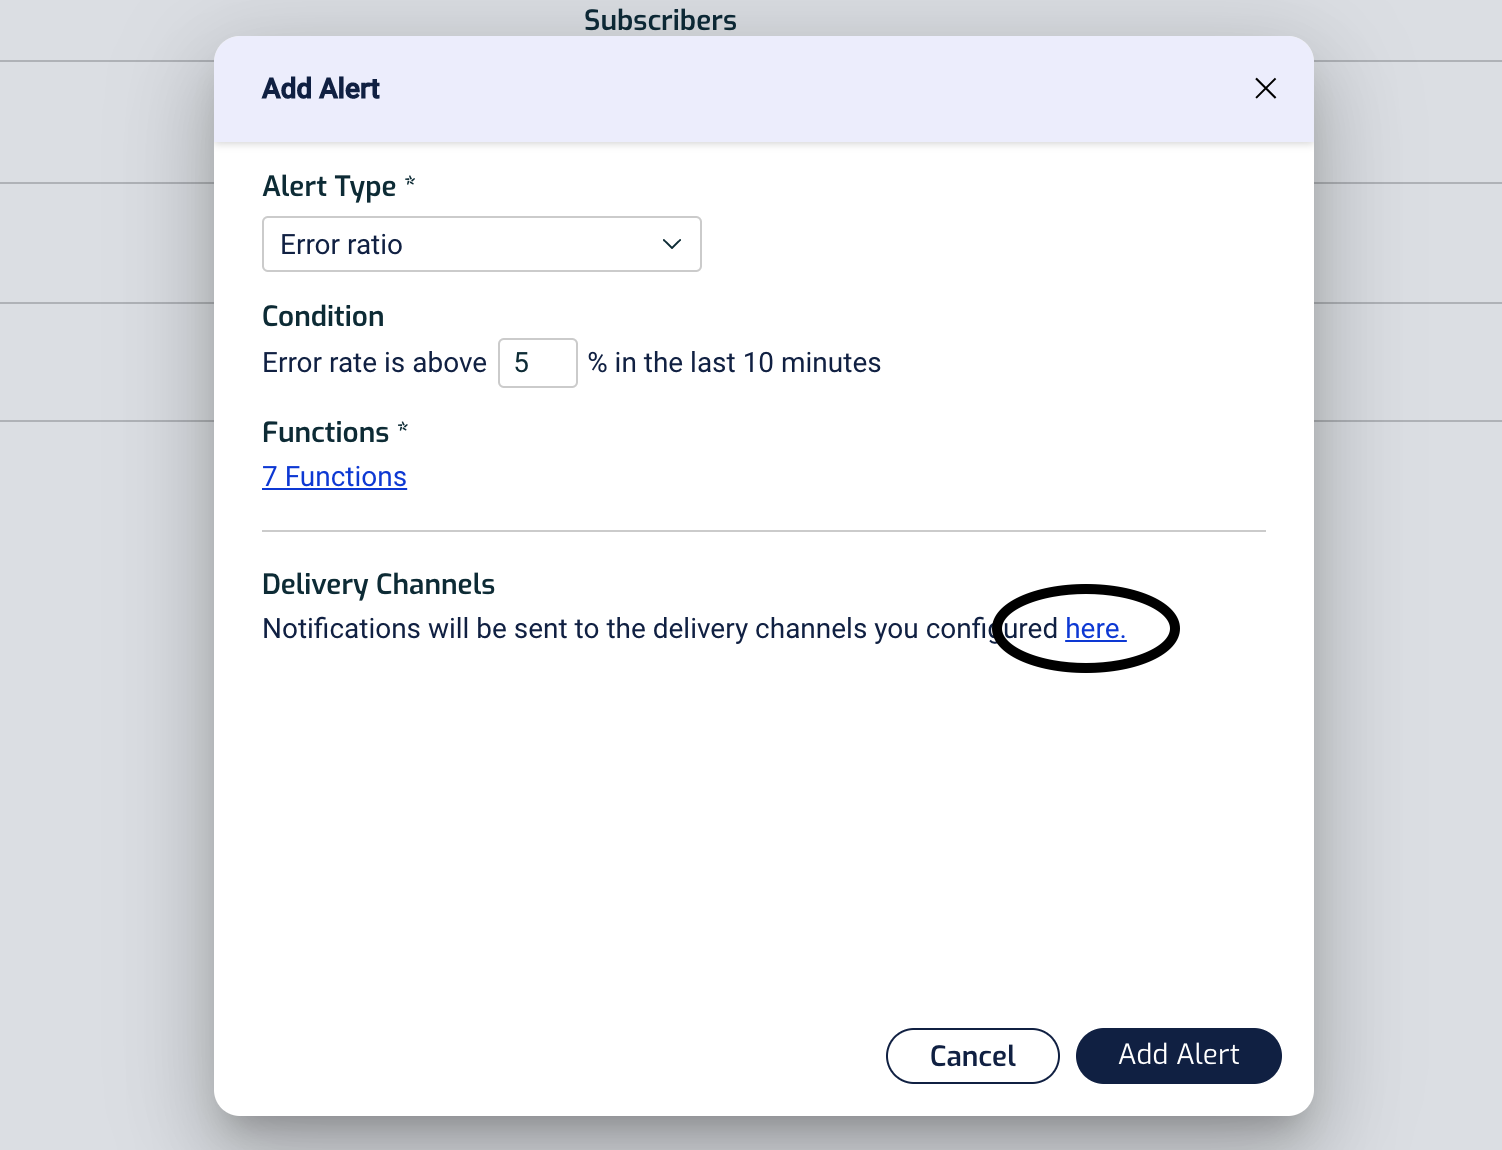 Subscribers
Add Alert
Alert Type *
Error ratio
Condition
Error rate is above 5 % in the last 10 minutes
Functions *
7 Functions
Delivery Channels
Notifications will be sent to the delivery channels you configured here.
Cancel Add Alert